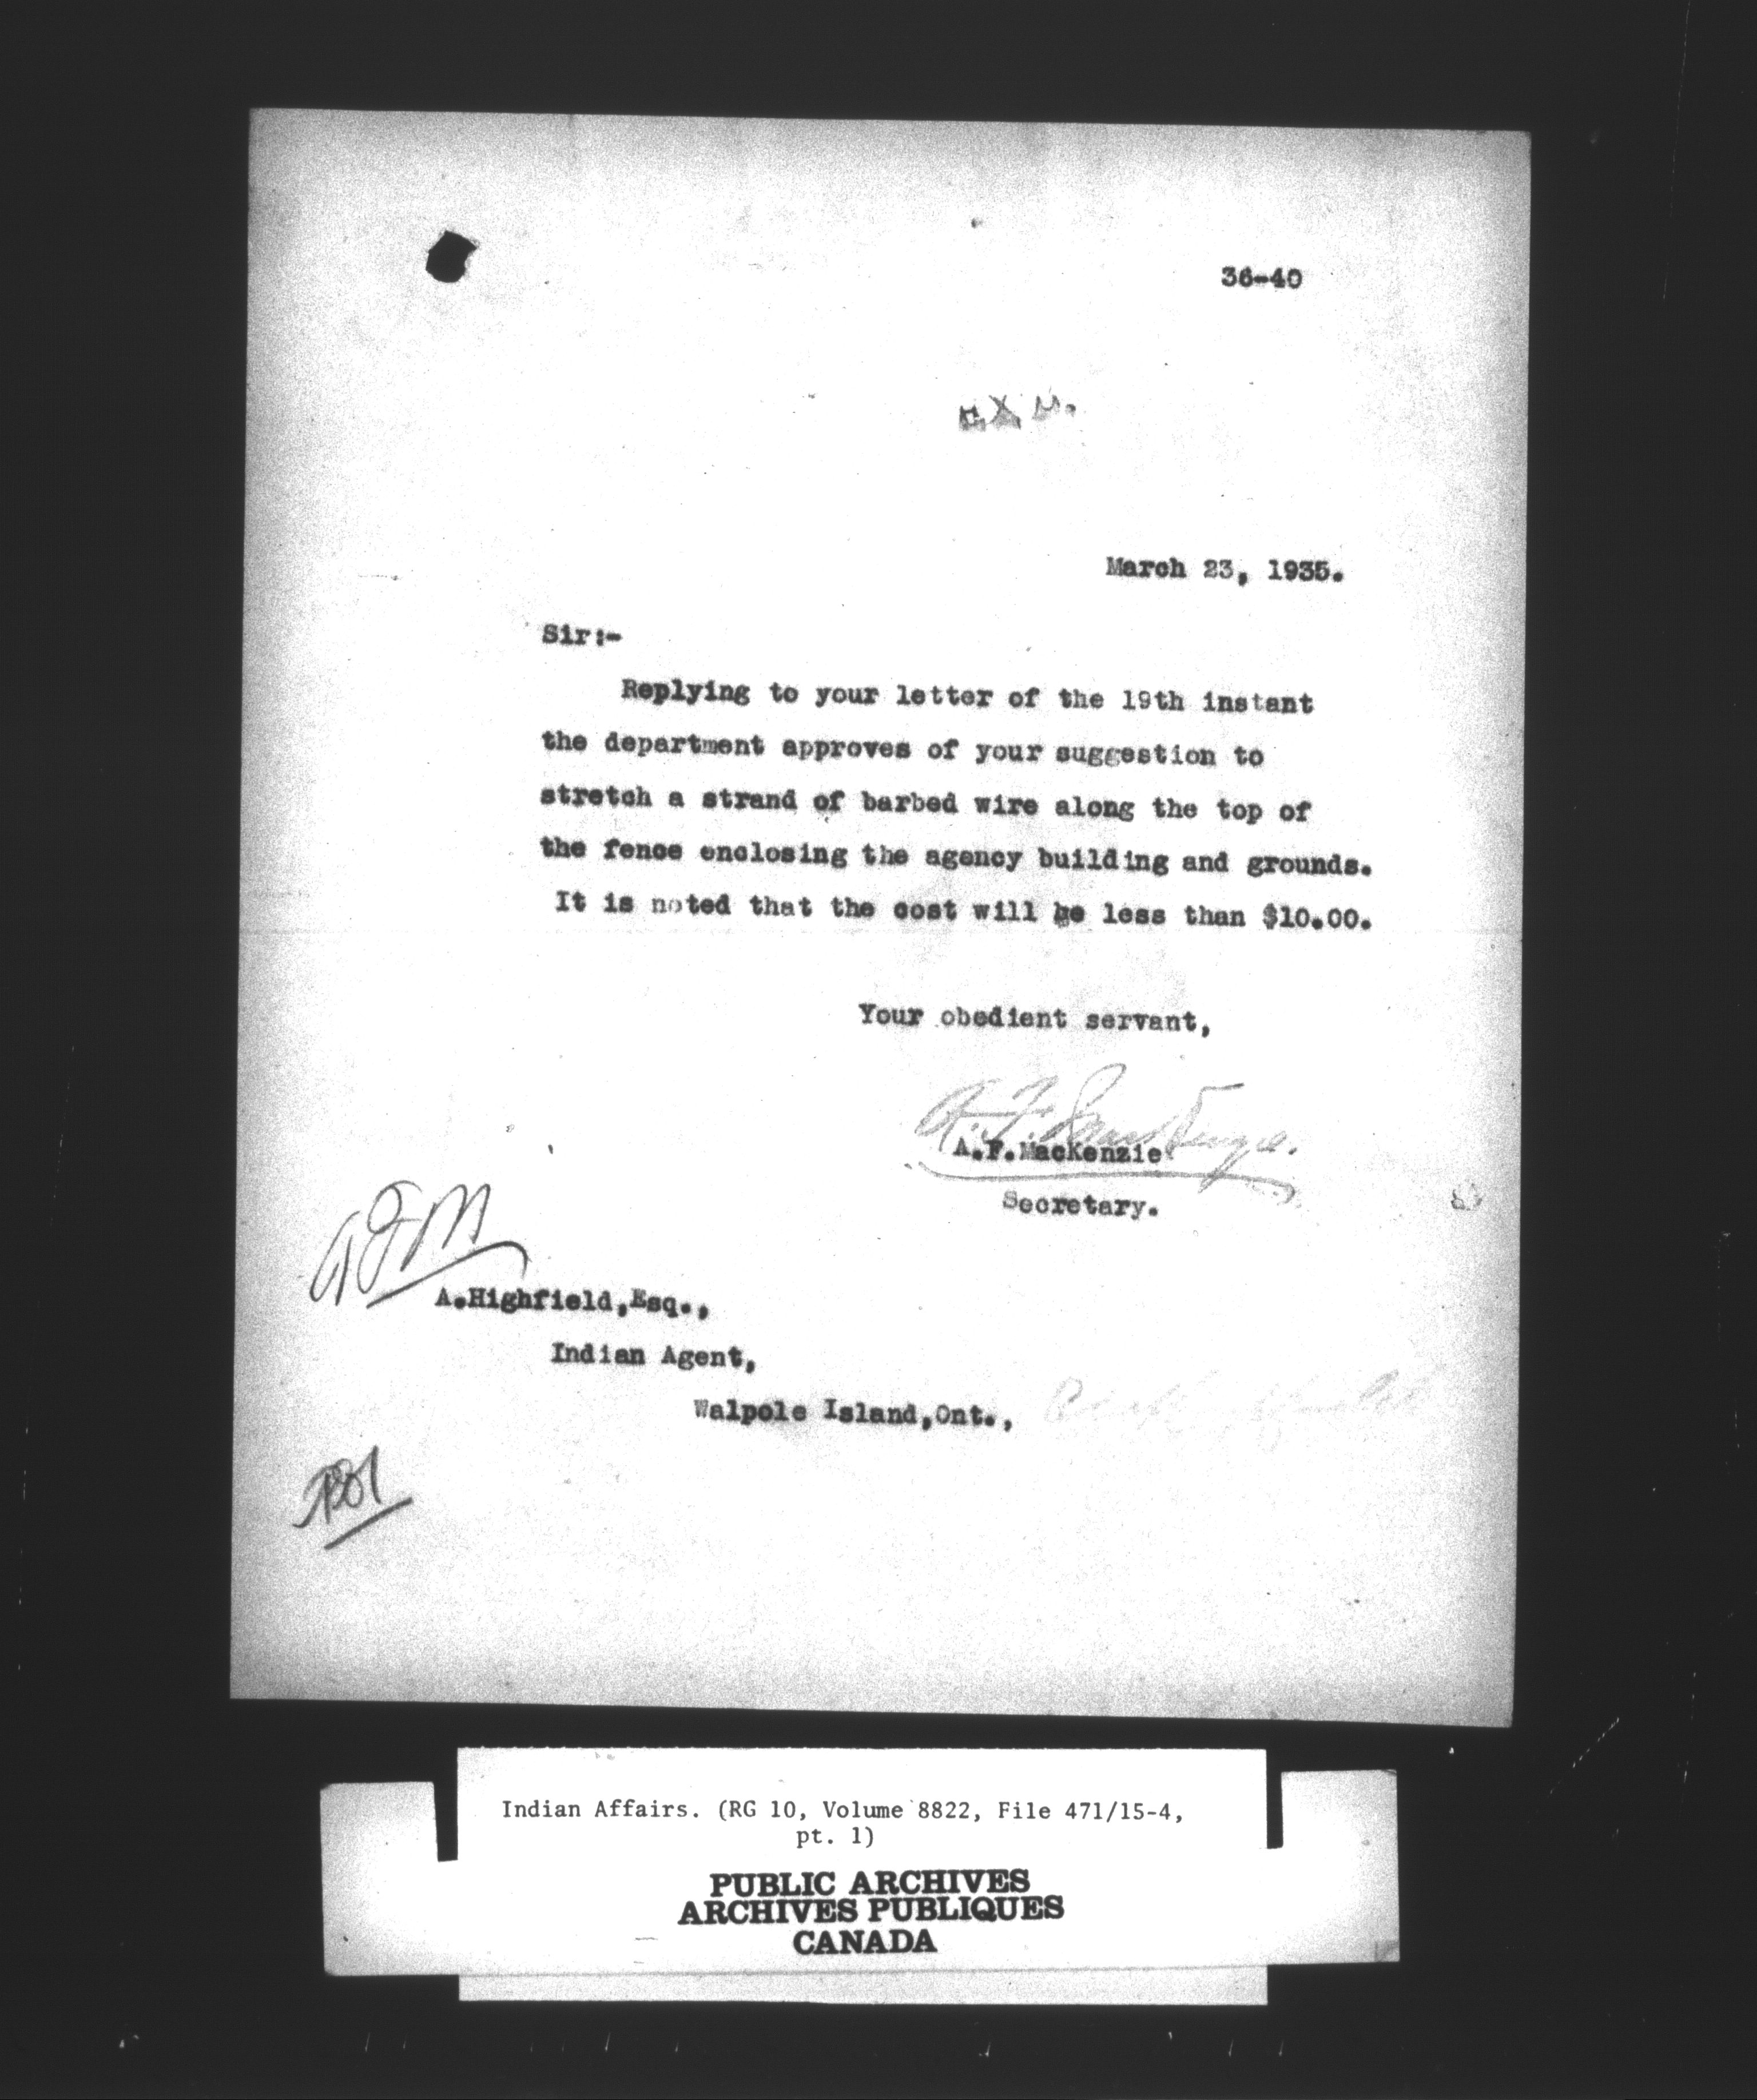 36-40
March 23, 1935.
Sir:-
Replying to your letter of the 19th instant
the department approves of your suggestion to
stretch a strand of barbed wire along the top of
the fence enclosing the agency building and grounds.
It is noted that the cost will be less than $10.00.
Your obedient servant,
A. F. MacKenzie.
A.F.MacKenzie
Secretary.
AFM
A.Highfield,Esq.,
Indian Agent,
Walpole Island,Ont.,
Indian Affairs. (RG 10, Volume 8822, File 471/15-4,
pt. 1)
PUBLIC ARCHIVES
ARCHIVES PUBLIQUES
CANADA